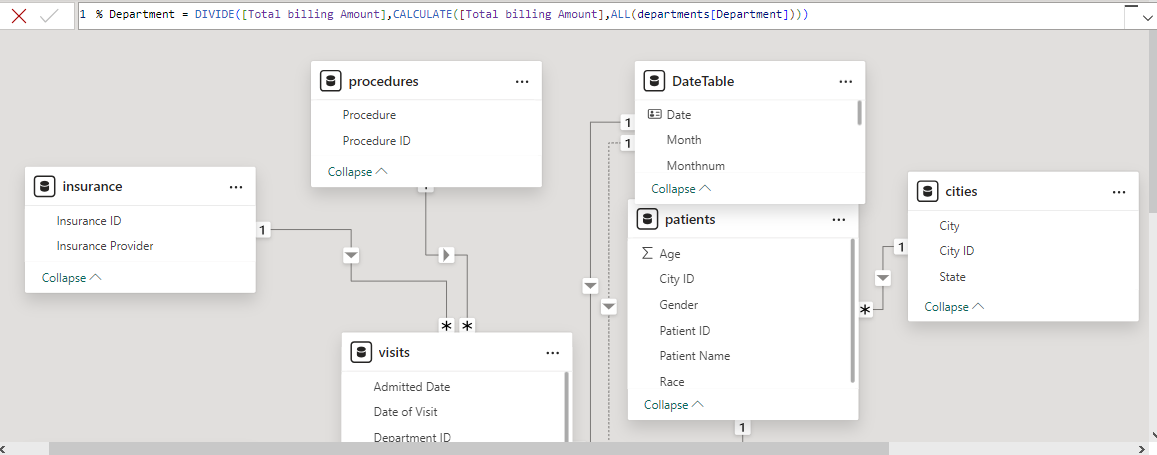 1 % Department = DIVIDE([Total billing Amount],CALCULATE([Total billing Amount],ALL(departments[Department])))
procedures
Procedure
Procedure ID
Collapse
DateTable
Date
Month
Monthnum
Collapse
insurance
Insurance ID
Insurance Provider
Collapse
cities
City
City ID
State
Collapse
patients
Age
City ID
Gender
Patient ID
Patient Name
Race
Collapse
visits
Admitted Date
Date of Visit
Department ID
1
1
1
1
1
1
*
*
*